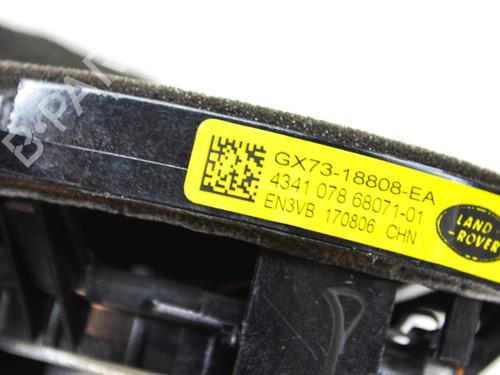 B-PARTS
GX73-18808-EA
4341 078 68071-01
EN3VB 170806 CHN
LAND
ROVER